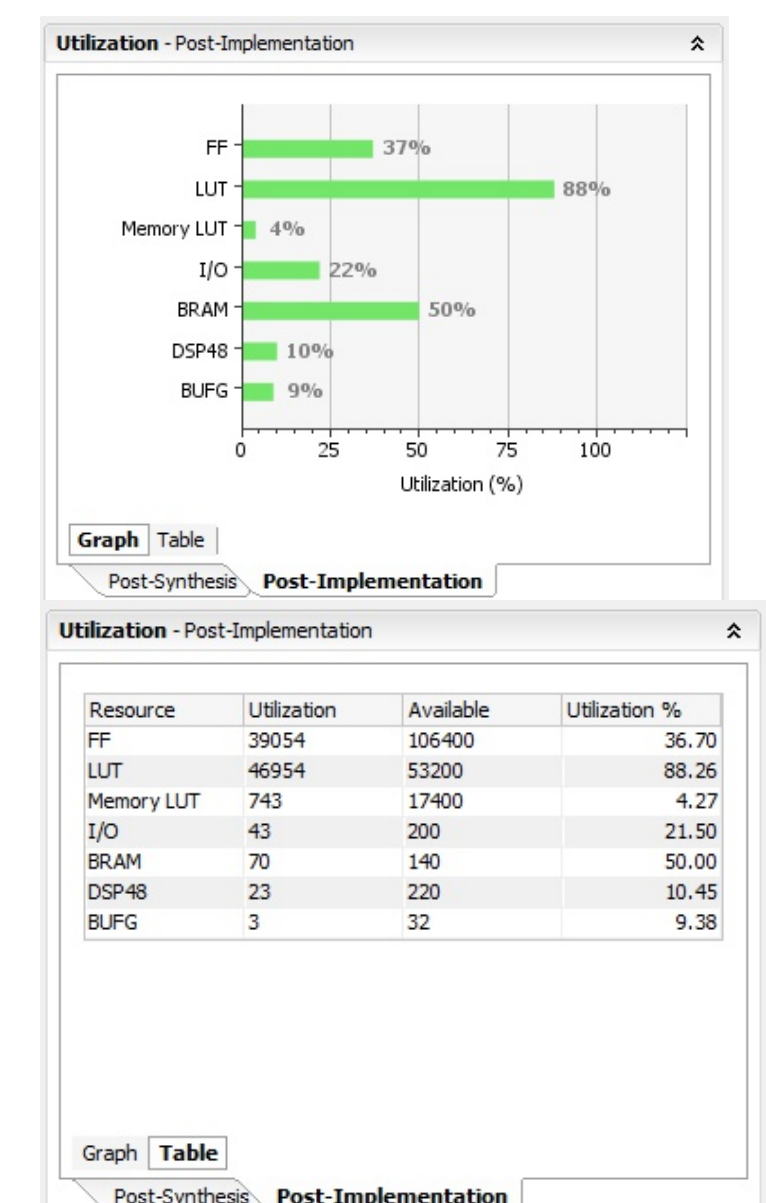 Utilization - Post-Implementation
FF 37%
LUT 88%
Memory LUT 4%
I/O 22%
BRAM 50%
DSP48 10%
BUFG 9%
0 25 50 75 100
Utilization (%)
Graph Table
Post-Synthesis Post-Implementation
Utilization - Post-Implementation
Resource Utilization Available Utilization %
FF 39054 106400 36.70
LUT 46954 53200 88.26
Memory LUT 743 17400 4.27
I/O 43 200 21.50
BRAM 70 140 50.00
DSP48 23 220 10.45
BUFG 3 32 9.38
Graph Table
Post-Synthesis Post-Implementation